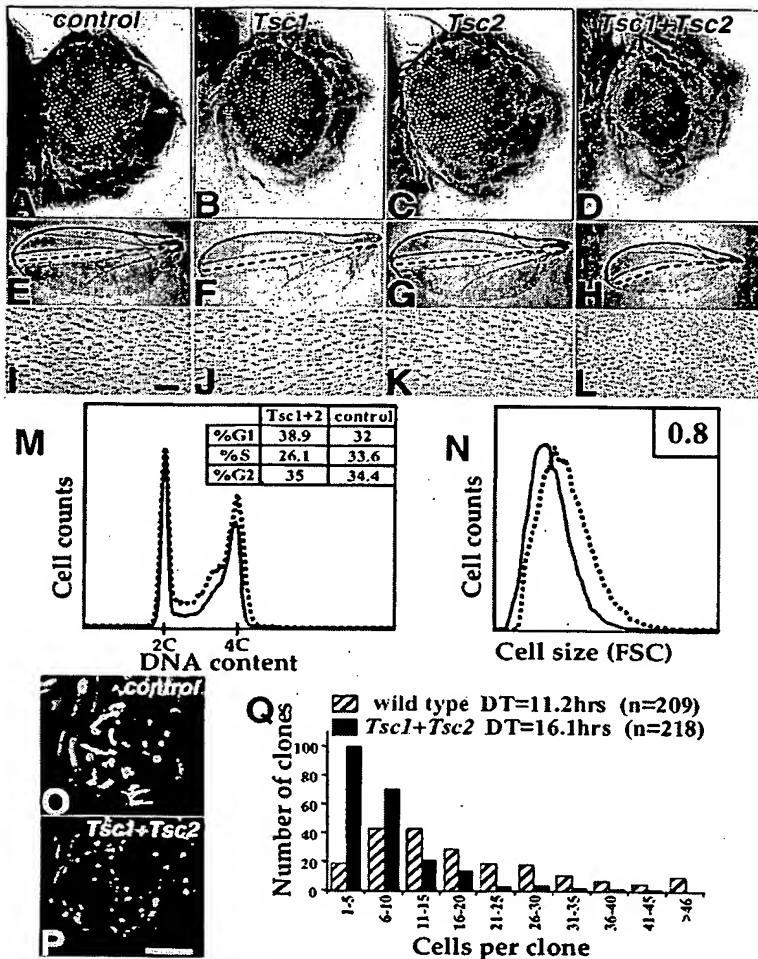 control Tsc1 Tsc2 Tsc1+Tsc2
A B C D
E F G H
I J K L
M
Tsc1+2 control
%G1 38.9 32
%S 26.1 33.6
%G2 35 34.4
Cell counts
2C 4C
DNA content
N
0.8
Cell counts
Cell size (FSC)
control
O
Tsc1+Tsc2
P
Q
wild type DT=11.2hrs (n=209)
Tsc1+Tsc2 DT=16.1hrs (n=218)
Number of clones
100
80
60
40
20
0
1-5 6-10 11-15 16-20 21-25 26-30 31-35 36-40 41-45 >46
Cells per clone